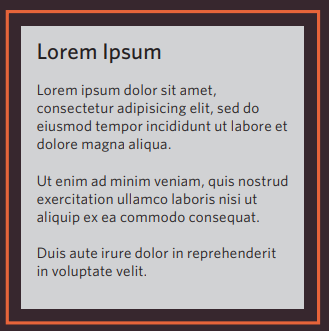 Lorem Ipsum
Lorem ipsum dolor sit amet,
consectetur adipisicing elit, sed do
eiusmod tempor incididunt ut labore et
dolore magna aliqua.
Ut enim ad minim veniam, quis nostrud
exercitation ullamco laboris nisi ut
aliquip ex ea commodo consequat.
Duis aute irure dolor in reprehenderit
in voluptate velit.